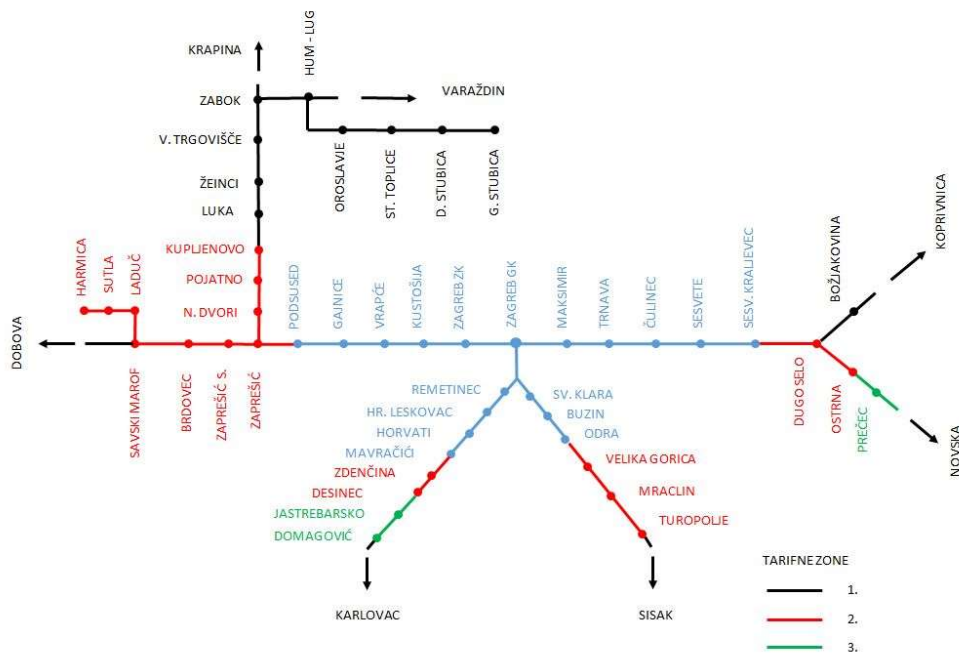 KRAPINA
HUM - LUG
ZABOK
VARAŽDIN
V. TRGOVIŠČE
OROSLAVJE
ST. TOPLICE
D. STUBICA
G. STUBICA
ŽEINCI
LUKA
KUPLJENOVO
POJATNO
N. DVORI
HARMICA
SUTLA
LADUČ
DOBOVA
SAVSKI MAROF
BRDOVEC
ZAPREŠIĆ S.
ZAPREŠIĆ
PODSUSED
GAJNICE
VRAPČE
KUSTOŠIJA
ZAGREB ZK
ZAGREB GK
MAKSIMIR
TRNAVA
ČULINEC
SESVETE
SESV. KRALJEVEC
BOŽJAKOVINA
KOPRIVNICA
DUGO SELO
OSTRNA
PREČEC
NOVSKA
REMETINEC
HR. LESKOVAC
HORVATI
MAVRAČIĆI
ZDENČINA
DESINEC
JASTREBARSKO
DOMAGOVIĆ
KARLOVAC
SV. KLARA
BUZIN
ODRA
VELIKA GORICA
MRACLIN
TUROPOLJE
SISAK
TARIFNE ZONE
1.
2.
3.